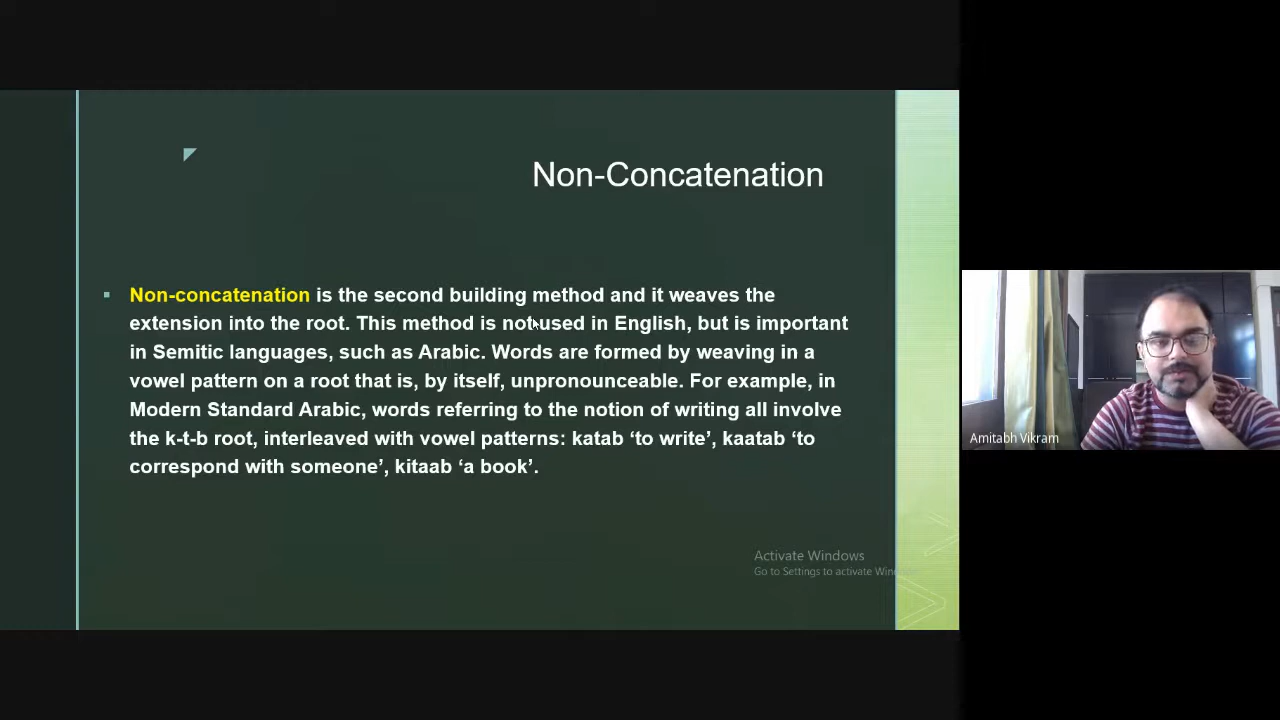 Non-Concatenation
▪ Non-concatenation is the second building method and it weaves the
extension into the root. This method is not used in English, but is important
in Semitic languages, such as Arabic. Words are formed by weaving in a
vowel pattern on a root that is, by itself, unpronounceable. For example, in
Modern Standard Arabic, words referring to the notion of writing all involve
the k-t-b root, interleaved with vowel patterns: katab ‘to write’, kaatab ‘to
correspond with someone’, kitaab ‘a book’.
Activate Windows
Go to Settings to activate Win
Amitabh Vikram